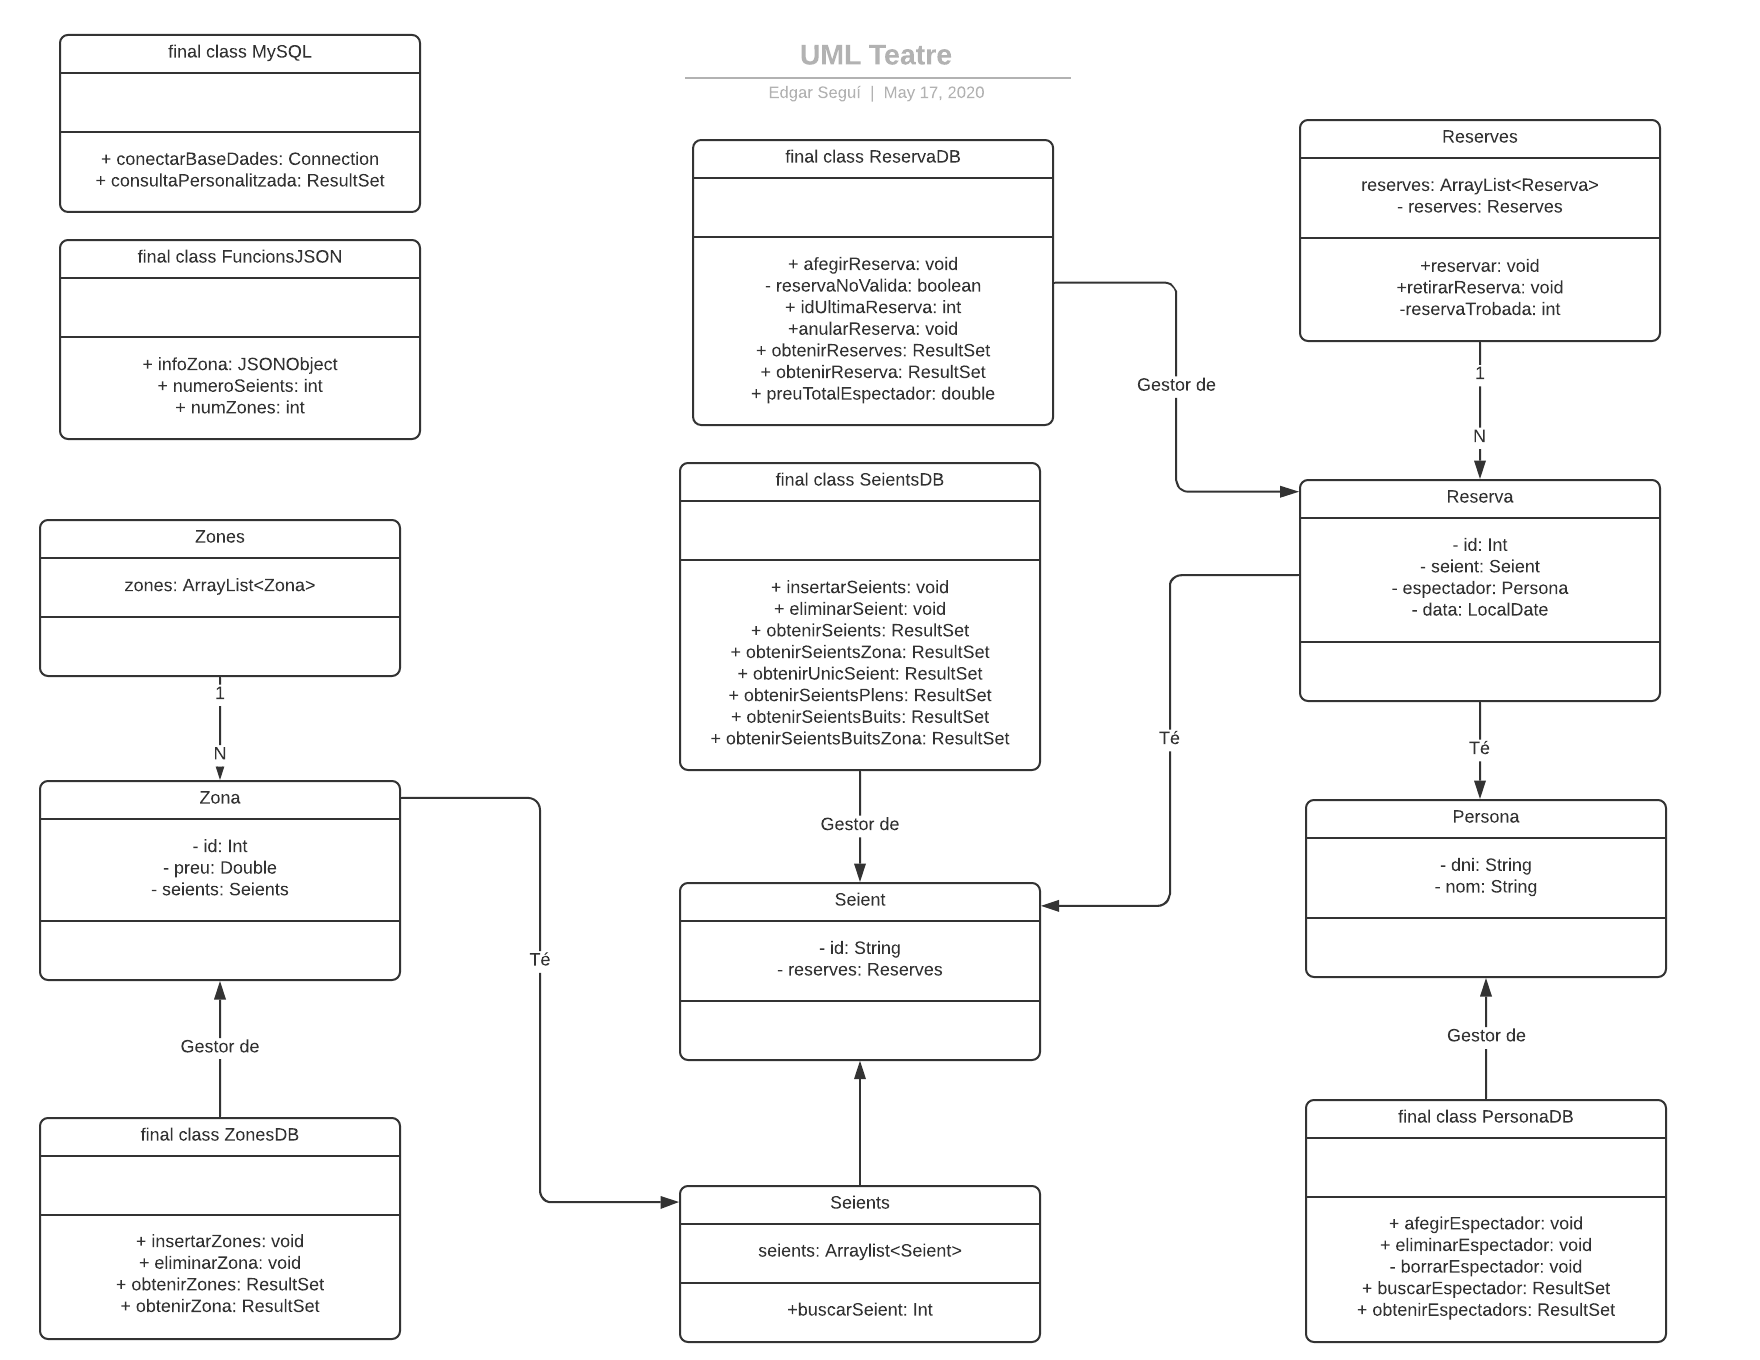 UML Teatre
Edgar Seguí | May 17, 2020
final class MySQL
+ conectarBaseDades: Connection
+ consultaPersonalitzada: ResultSet
final class FuncionsJSON
+ infoZona: JSONObject
+ numeroSeients: int
+ numZones: int
Zones
zones: ArrayList<Zona>
1
N
Zona
- id: Int
- preu: Double
- seients: Seients
Gestor de
final class ZonesDB
+ insertarZones: void
+ eliminarZona: void
+ obtenirZones: ResultSet
+ obtenirZona: ResultSet
Té
final class ReservaDB
+ afegirReserva: void
- reservaNoValida: boolean
+ idUltimaReserva: int
+anularReserva: void
+ obtenirReserves: ResultSet
+ obtenirReserva: ResultSet
+ preuTotalEspectador: double
Gestor de
final class SeientsDB
+ insertarSeients: void
+ eliminarSeient: void
+ obtenirSeients: ResultSet
+ obtenirSeientsZona: ResultSet
+ obtenirUnicSeient: ResultSet
+ obtenirSeientsPlens: ResultSet
+ obtenirSeientsBuits: ResultSet
+ obtenirSeientsBuitsZona: ResultSet
Gestor de
Seient
- id: String
- reserves: Reserves
Seients
seients: Arraylist<Seient>
+buscarSeient: Int
Té
Reserves
reserves: ArrayList<Reserva>
- reserves: Reserves
+reservar: void
+retirarReserva: void
-reservaTrobada: int
1
N
Reserva
- id: Int
- seient: Seient
- espectador: Persona
- data: LocalDate
Té
Persona
- dni: String
- nom: String
Gestor de
final class PersonaDB
+ afegirEspectador: void
+ eliminarEspectador: void
- borrarEspectador: void
+ buscarEspectador: ResultSet
+ obtenirEspectadors: ResultSet